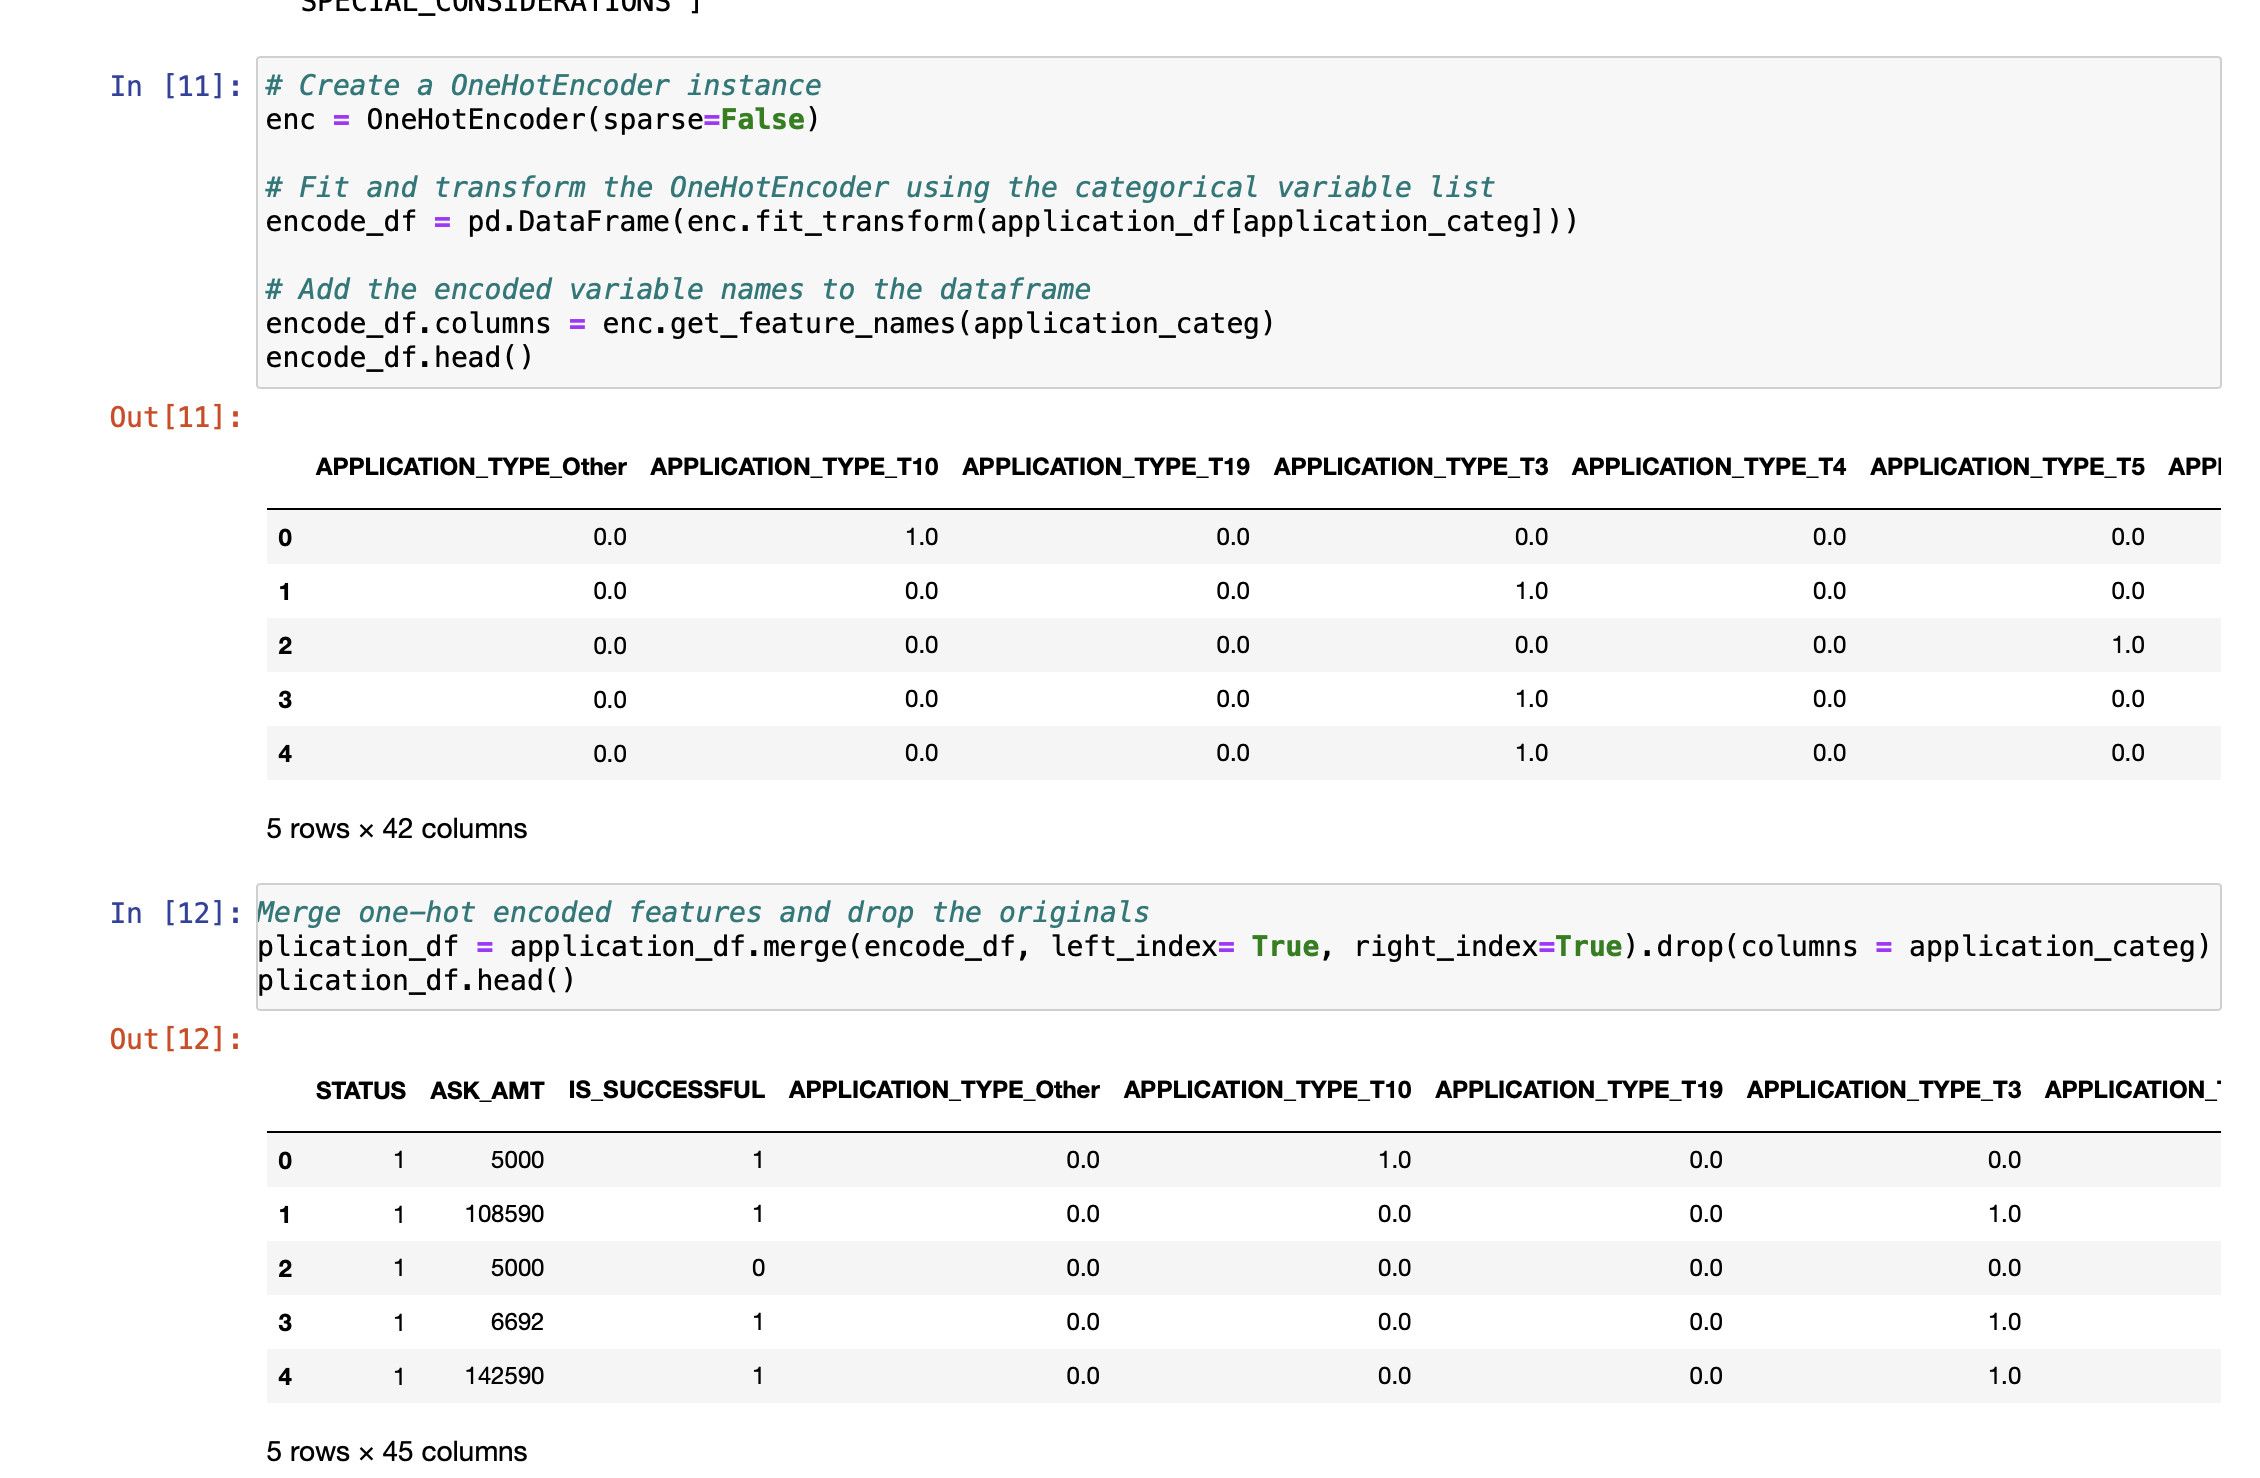 SPECIAL_CONSIDERATIONS']
In [11]:
# Create a OneHotEncoder instance
enc = OneHotEncoder(sparse=False)
# Fit and transform the OneHotEncoder using the categorical variable list
encode_df = pd.DataFrame(enc.fit_transform(application_df[application_categ]))
# Add the encoded variable names to the dataframe
encode_df.columns = enc.get_feature_names(application_categ)
encode_df.head()
Out[11]:
APPLICATION_TYPE_Other APPLICATION_TYPE_T10 APPLICATION_TYPE_T19 APPLICATION_TYPE_T3 APPLICATION_TYPE_T4 APPLICATION_TYPE_T5 APPI
0 0.0 1.0 0.0 0.0 0.0 0.0
1 0.0 0.0 0.0 1.0 0.0 0.0
2 0.0 0.0 0.0 0.0 0.0 1.0
3 0.0 0.0 0.0 1.0 0.0 0.0
4 0.0 0.0 0.0 1.0 0.0 0.0
5 rows × 42 columns
In [12]:
Merge one-hot encoded features and drop the originals
plication_df = application_df.merge(encode_df, left_index= True, right_index=True).drop(columns = application_categ)
plication_df.head()
Out[12]:
STATUS ASK_AMT IS_SUCCESSFUL APPLICATION_TYPE_Other APPLICATION_TYPE_T10 APPLICATION_TYPE_T19 APPLICATION_TYPE_T3 APPLICATION_T
0 1 5000 1 0.0 1.0 0.0 0.0
1 1 108590 1 0.0 0.0 0.0 1.0
2 1 5000 0 0.0 0.0 0.0 0.0
3 1 6692 1 0.0 0.0 0.0 1.0
4 1 142590 1 0.0 0.0 0.0 1.0
5 rows × 45 columns